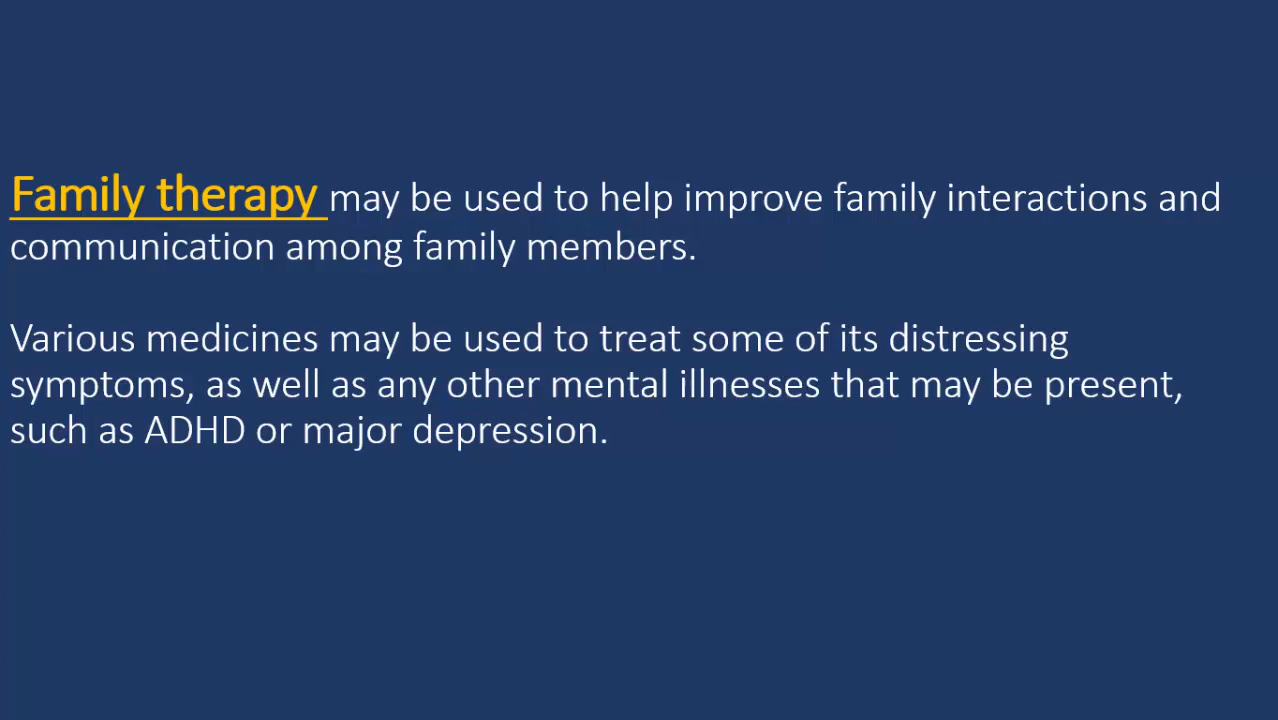 Family therapy may be used to help improve family interactions and
communication among family members.
Various medicines may be used to treat some of its distressing
symptoms, as well as any other mental illnesses that may be present,
such as ADHD or major depression.